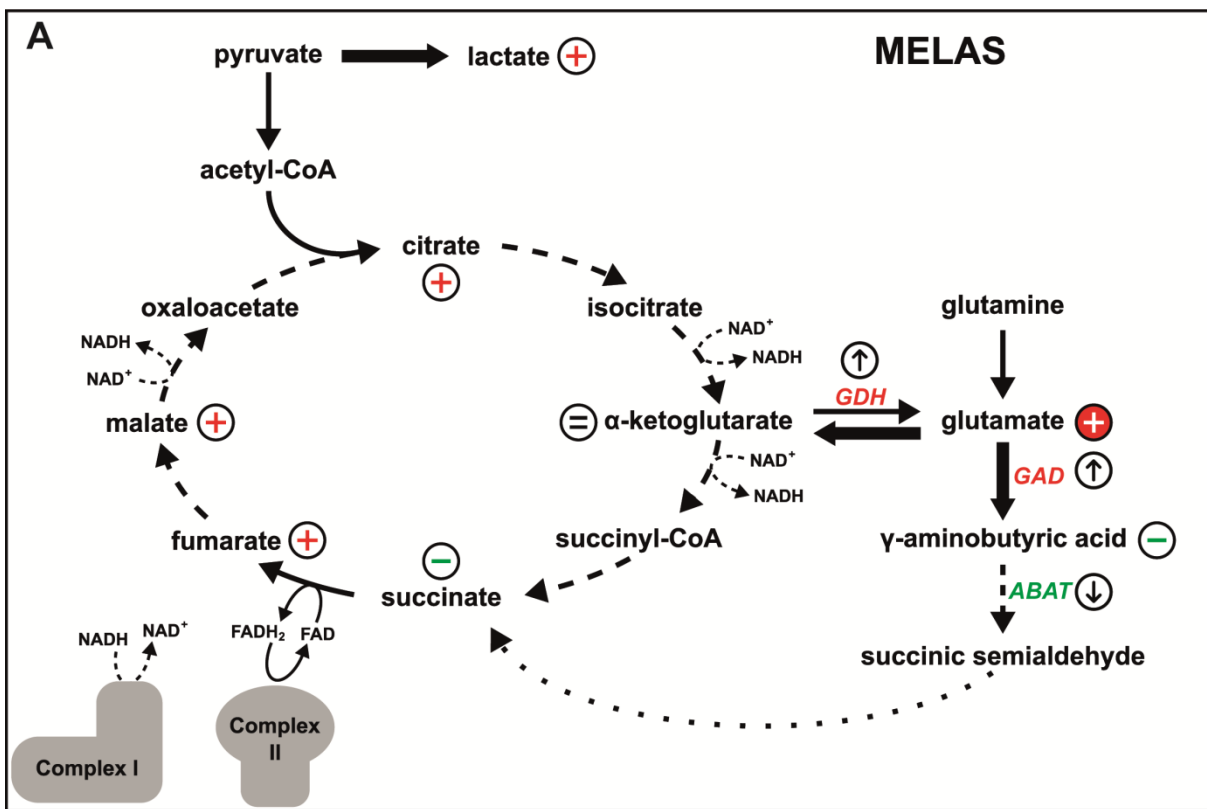 A
MELAS
pyruvate
lactate +
acetyl-CoA
citrate
+
oxaloacetate
isocitrate
glutamine
NADH
NAD⁺
NAD⁺
NADH
↑
GDH
malate +
= α-ketoglutarate
glutamate +
NAD⁺
NADH
GAD ↑
fumarate +
succinyl-CoA
γ-aminobutyric acid −
−
succinate
ABAT ↓
FADH₂
FAD
NADH
NAD⁺
succinic semialdehyde
Complex
II
Complex I